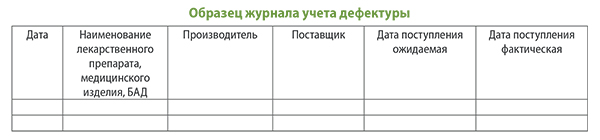 Образец журнала учета дефектуры
Дата
Наименование
лекарственного
препарата,
медицинского
изделия, БАД
Производитель
Поставщик
Дата поступления
ожидаемая
Дата поступления
фактическая